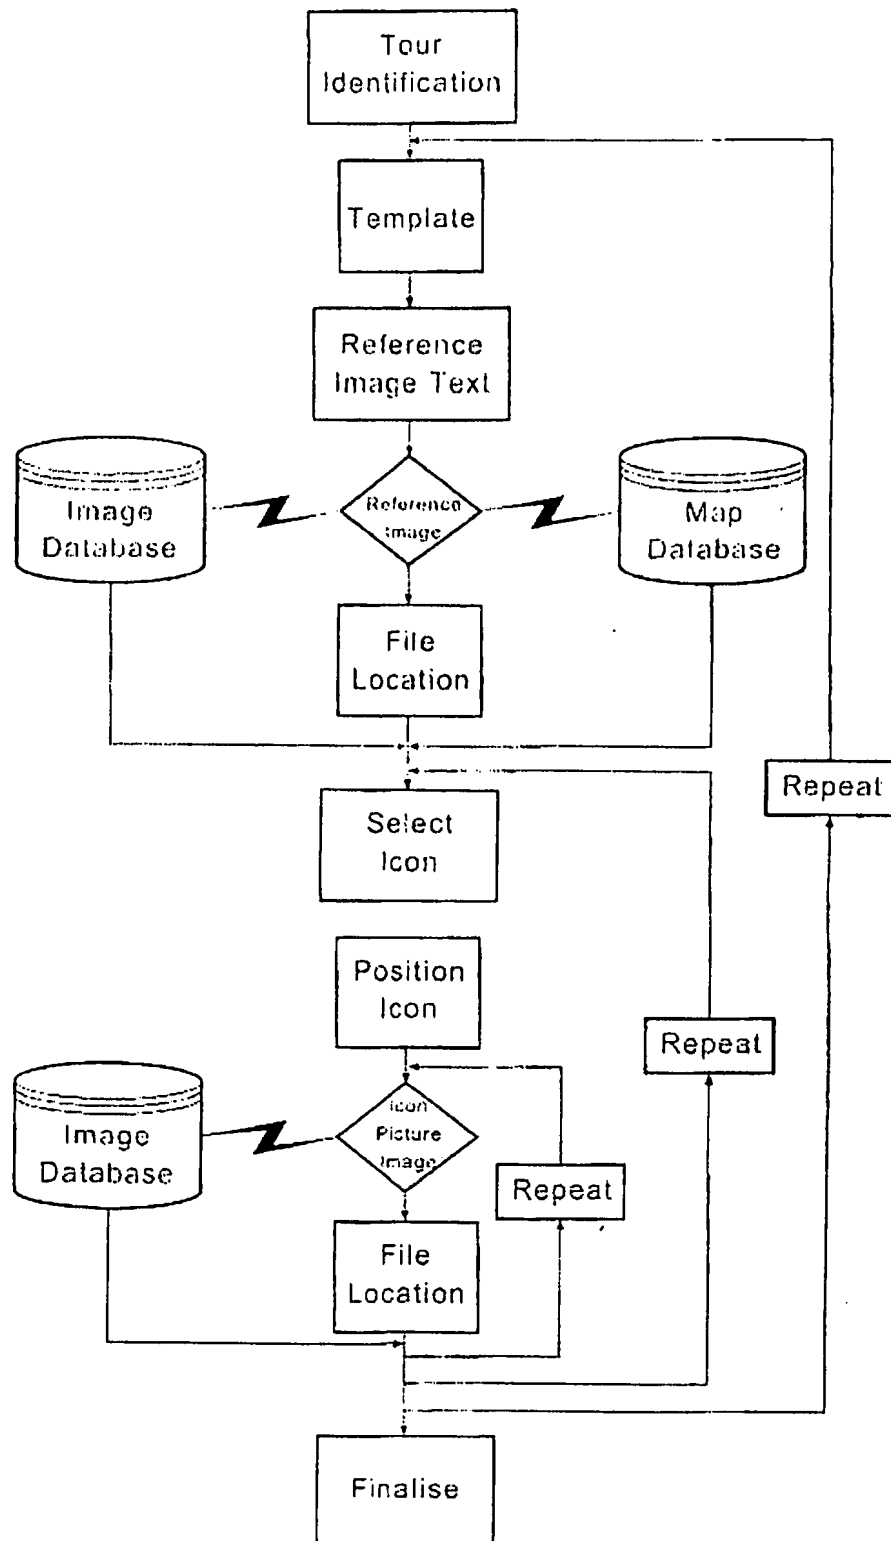 Tour
Identification
Template
Reference
Image Text
Image
Database
Reference
Image
Map
Database
File
Location
Repeat
Select
Icon
Position
Icon
Repeat
Image
Database
Icon
Picture
Image
Repeat
File
Location
Finalise